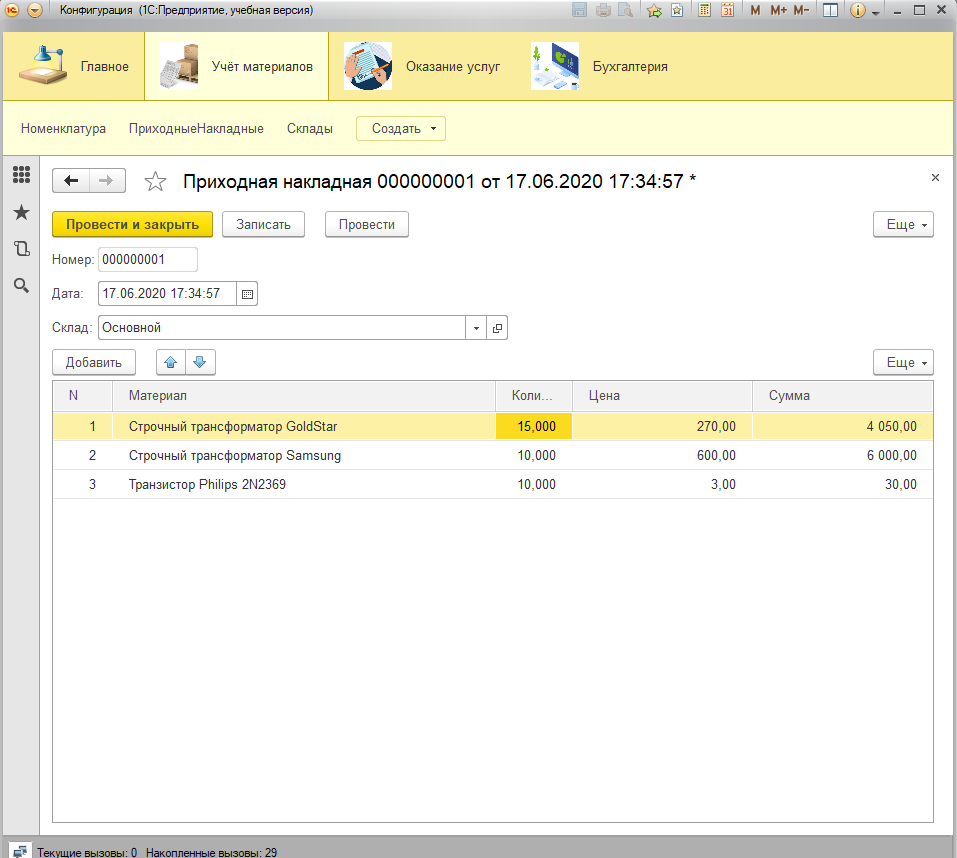 Конфигурация (1С:Предприятие, учебная версия)
M M+ M-
Главное Учёт материалов Оказание услуг Бухгалтерия
Номенклатура ПриходныеНакладные Склады Создать
Приходная накладная 000000001 от 17.06.2020 17:34:57 *
Провести и закрыть Записать Провести Еще
Номер: 000000001
Дата: 17.06.2020 17:34:57
Склад: Основной
Добавить Еще
N Материал Коли... Цена Сумма
1 Строчный трансформатор GoldStar 15,000 270,00 4 050,00
2 Строчный трансформатор Samsung 10,000 600,00 6 000,00
3 Транзистор Philips 2N2369 10,000 3,00 30,00
Текущие вызовы: 0 Накопленные вызовы: 29